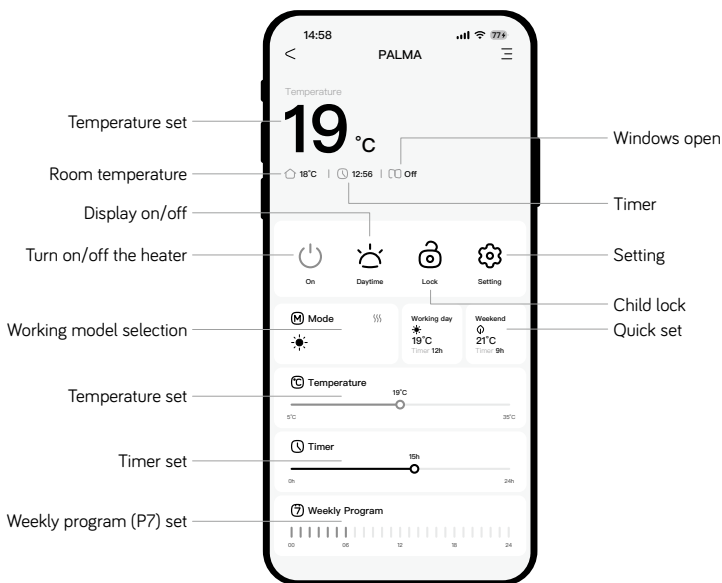 14:58
77
PALMA
Temperature
19 °C
18°C | 12:56 | Off
Temperature set
Room temperature
Display on/off
Turn on/off the heater
Working model selection
Temperature set
Timer set
Weekly program (P7) set
Windows open
Timer
Setting
Child lock
Quick set
On
Daytime
Lock
Setting
M Mode
Working day
19°C
Timer 12h
Weekend
21°C
Timer 9h
°C Temperature
19°C
5°C
35°C
Timer
15h
0h
24h
7 Weekly Program
00 06 12 18 24